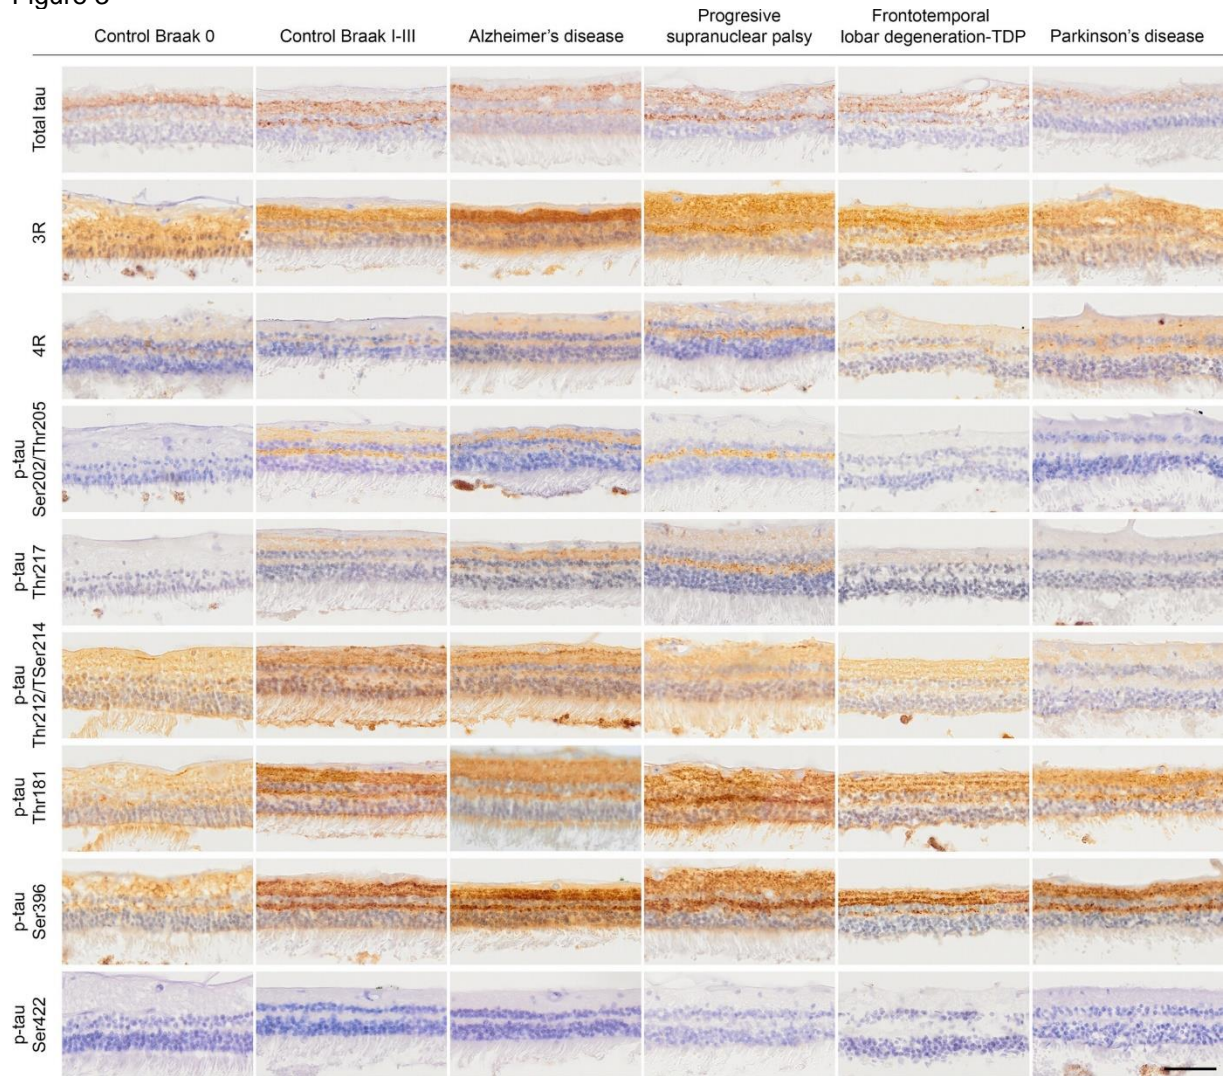 Control Braak 0
Control Braak I-III
Alzheimer's disease
Progresive
supranuclear palsy
Frontotemporal
lobar degeneration-TDP
Parkinson's disease
Total tau
3R
4R
p-tau
Ser202/Thr205
p-tau
Thr217
p-tau
Thr212/TSer214
p-tau
Thr181
p-tau
Ser396
p-tau
Ser422